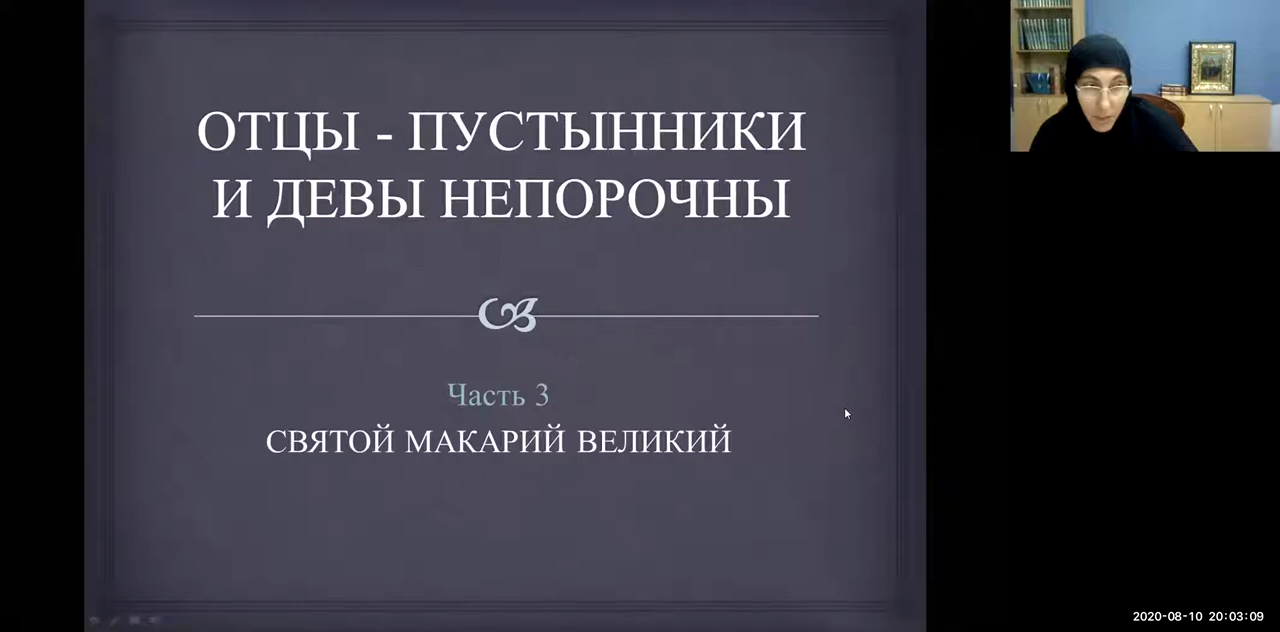 ОТЦЫ - ПУСТЫННИКИ
И ДЕВЫ НЕПОРОЧНЫ
Часть 3
СВЯТОЙ МАКАРИЙ ВЕЛИКИЙ
2020-08-10 20:03:09